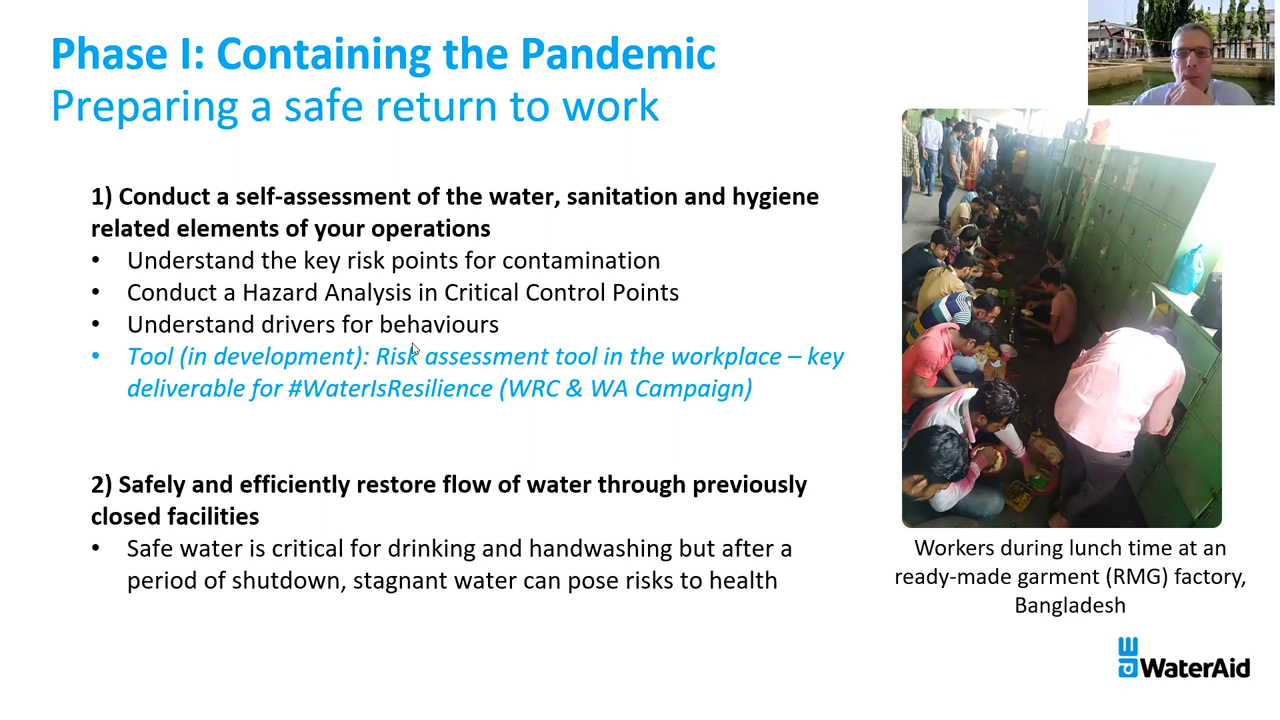 Phase I: Containing the Pandemic
Preparing a safe return to work
1) Conduct a self-assessment of the water, sanitation and hygiene
related elements of your operations
• Understand the key risk points for contamination
• Conduct a Hazard Analysis in Critical Control Points
• Understand drivers for behaviours
• Tool (in development): Risk assessment tool in the workplace – key
deliverable for #WaterIsResilience (WRC & WA Campaign)
2) Safely and efficiently restore flow of water through previously
closed facilities
• Safe water is critical for drinking and handwashing but after a
period of shutdown, stagnant water can pose risks to health
Workers during lunch time at an
ready-made garment (RMG) factory,
Bangladesh
WaterAid